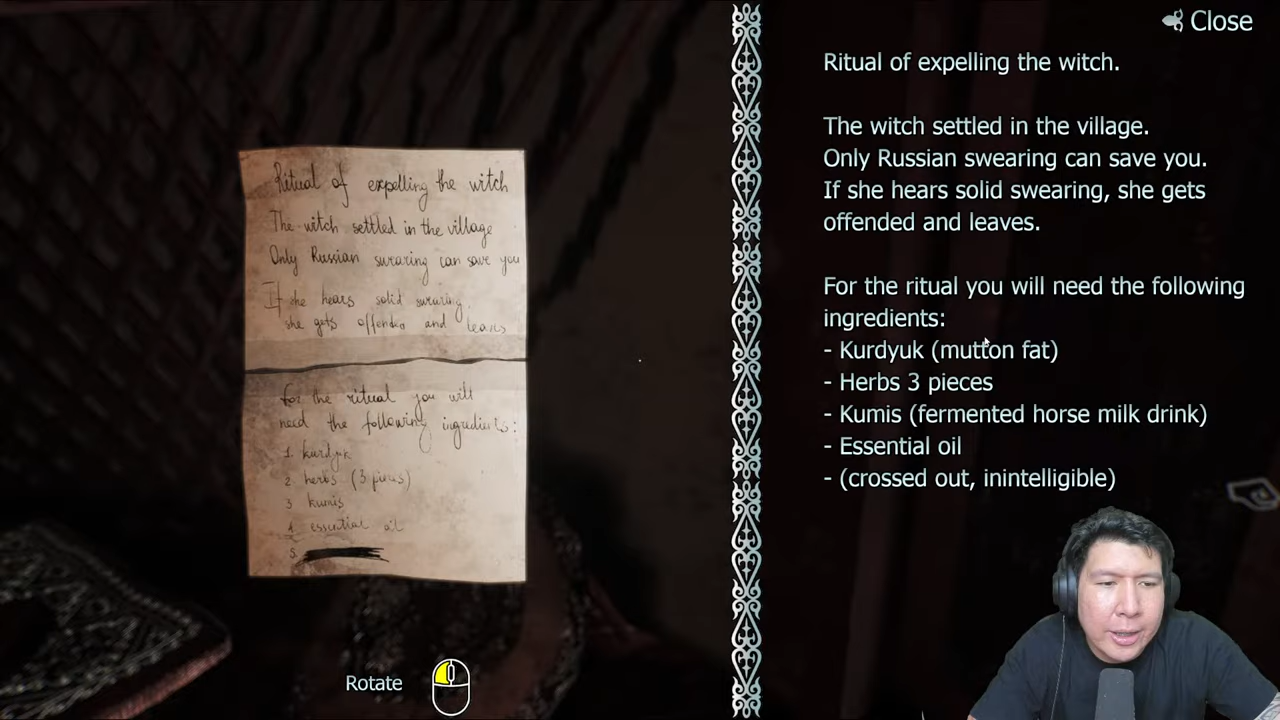 Close
Ritual of expelling the witch
The witch settled in the village
Only Russian swearing can save you
If she hears solid swearing
she gets offended and leaves
for the ritual you will
need the following ingredients:
1. kurdyuk
2 herbs (3 pieces)
3 kumis
4 essential oil
5.
Rotate
Ritual of expelling the witch.
The witch settled in the village.
Only Russian swearing can save you.
If she hears solid swearing, she gets
offended and leaves.
For the ritual you will need the following
ingredients:
- Kurdyuk (mutton fat)
- Herbs 3 pieces
- Kumis (fermented horse milk drink)
- Essential oil
- (crossed out, inintelligible)